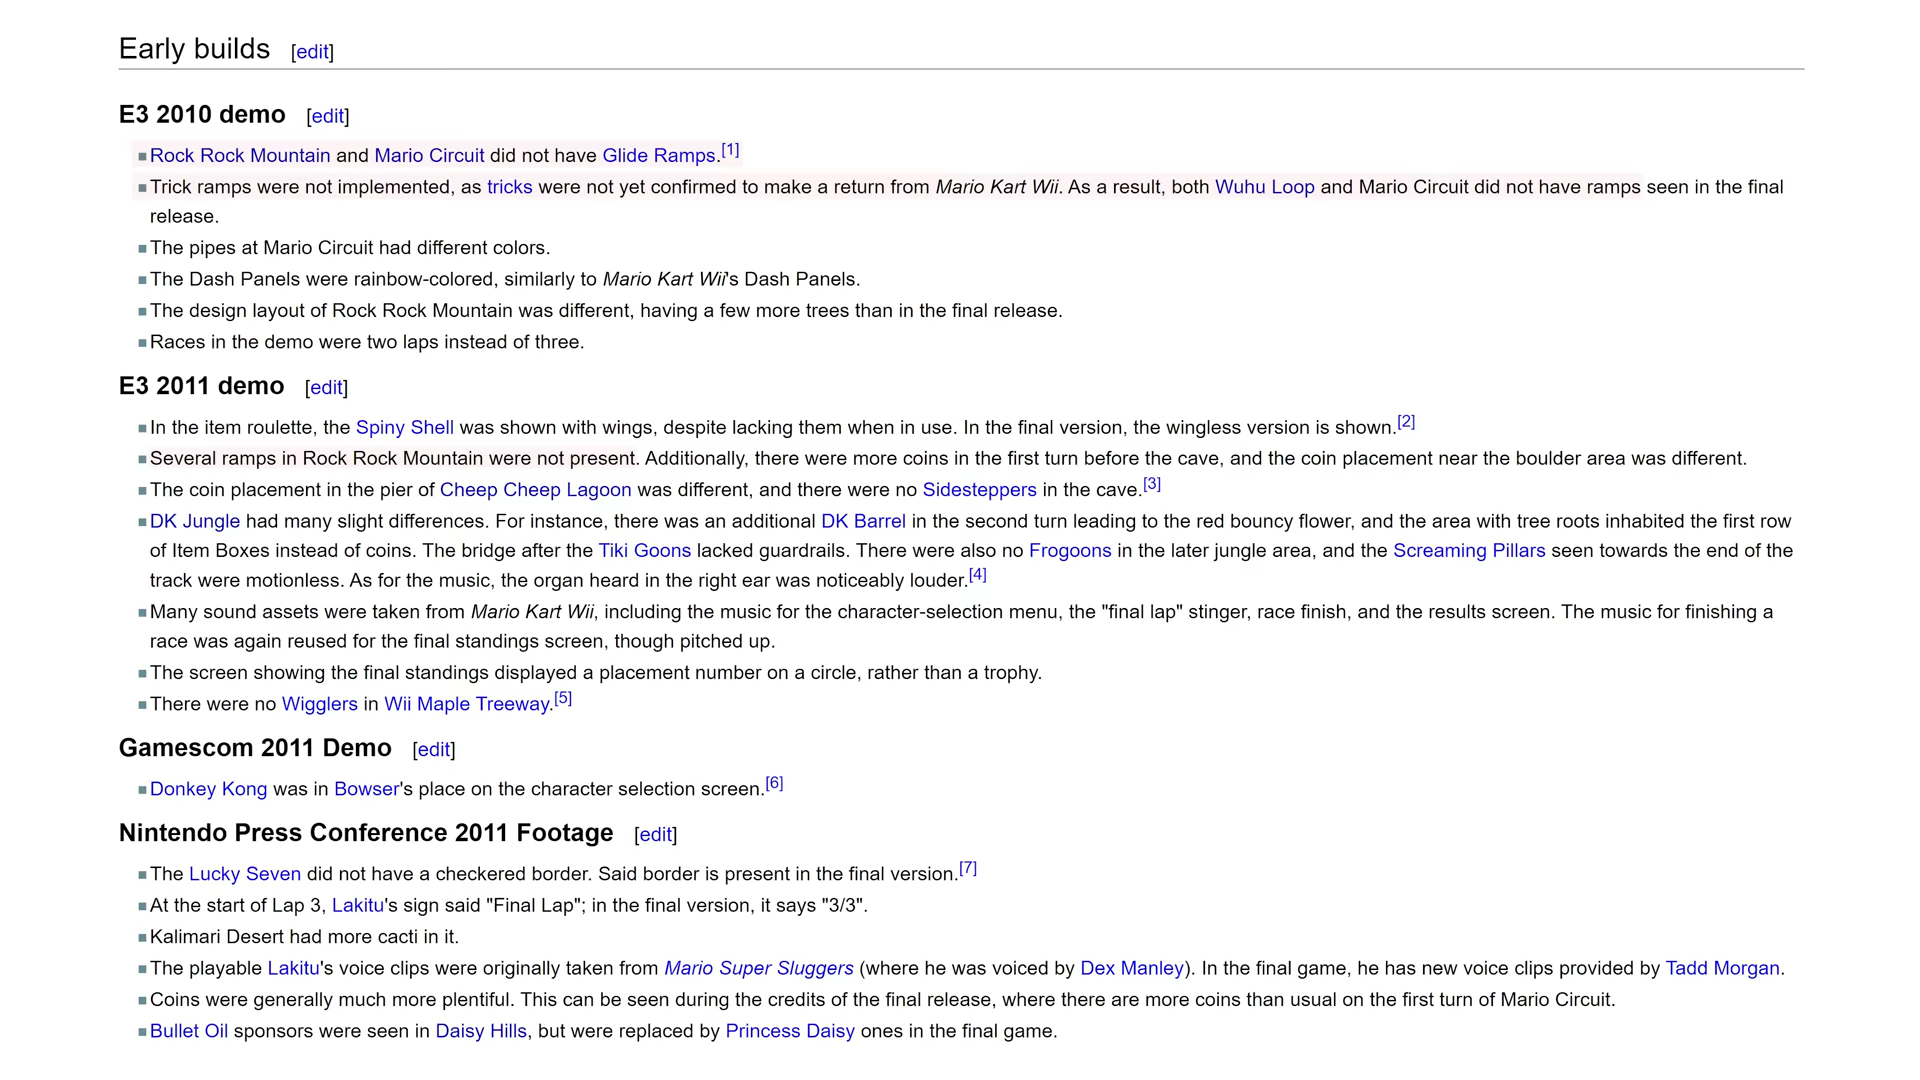 Early builds [edit]
E3 2010 demo [edit]
Rock Rock Mountain and Mario Circuit did not have Glide Ramps.[1]
Trick ramps were not implemented, as tricks were not yet confirmed to make a return from Mario Kart Wii. As a result, both Wuhu Loop and Mario Circuit did not have ramps seen in the final
release.
The pipes at Mario Circuit had different colors.
The Dash Panels were rainbow-colored, similarly to Mario Kart Wii's Dash Panels.
The design layout of Rock Rock Mountain was different, having a few more trees than in the final release.
Races in the demo were two laps instead of three.
E3 2011 demo [edit]
In the item roulette, the Spiny Shell was shown with wings, despite lacking them when in use. In the final version, the wingless version is shown.[2]
Several ramps in Rock Rock Mountain were not present. Additionally, there were more coins in the first turn before the cave, and the coin placement near the boulder area was different.
The coin placement in the pier of Cheep Cheep Lagoon was different, and there were no Sidesteppers in the cave.[3]
DK Jungle had many slight differences. For instance, there was an additional DK Barrel in the second turn leading to the red bouncy flower, and the area with tree roots inhabited the first row
of Item Boxes instead of coins. The bridge after the Tiki Goons lacked guardrails. There were also no Frogoons in the later jungle area, and the Screaming Pillars seen towards the end of the
track were motionless. As for the music, the organ heard in the right ear was noticeably louder.[4]
Many sound assets were taken from Mario Kart Wii, including the music for the character-selection menu, the "final lap" stinger, race finish, and the results screen. The music for finishing a
race was again reused for the final standings screen, though pitched up.
The screen showing the final standings displayed a placement number on a circle, rather than a trophy.
There were no Wigglers in Wii Maple Treeway.[5]
Gamescom 2011 Demo [edit]
Donkey Kong was in Bowser's place on the character selection screen.[6]
Nintendo Press Conference 2011 Footage [edit]
The Lucky Seven did not have a checkered border. Said border is present in the final version.[7]
At the start of Lap 3, Lakitu's sign said "Final Lap"; in the final version, it says "3/3".
Kalimari Desert had more cacti in it.
The playable Lakitu's voice clips were originally taken from Mario Super Sluggers (where he was voiced by Dex Manley). In the final game, he has new voice clips provided by Tadd Morgan.
Coins were generally much more plentiful. This can be seen during the credits of the final release, where there are more coins than usual on the first turn of Mario Circuit.
Bullet Oil sponsors were seen in Daisy Hills, but were replaced by Princess Daisy ones in the final game.